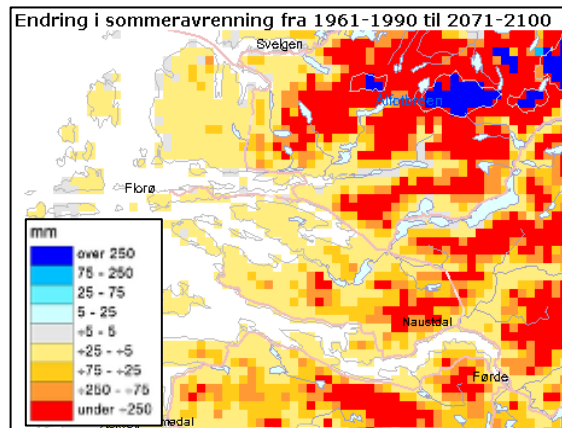 Endring i sommeravrenning fra 1961-1990 til 2071-2100
Svelgen
Ålfotbreen
Florø
mm
over 250
75 - 250
25 - 75
5 - 25
÷5 - 5
÷25 - ÷5
÷75 - ÷25
÷250 - ÷75
under ÷250
Naustdal
Førde